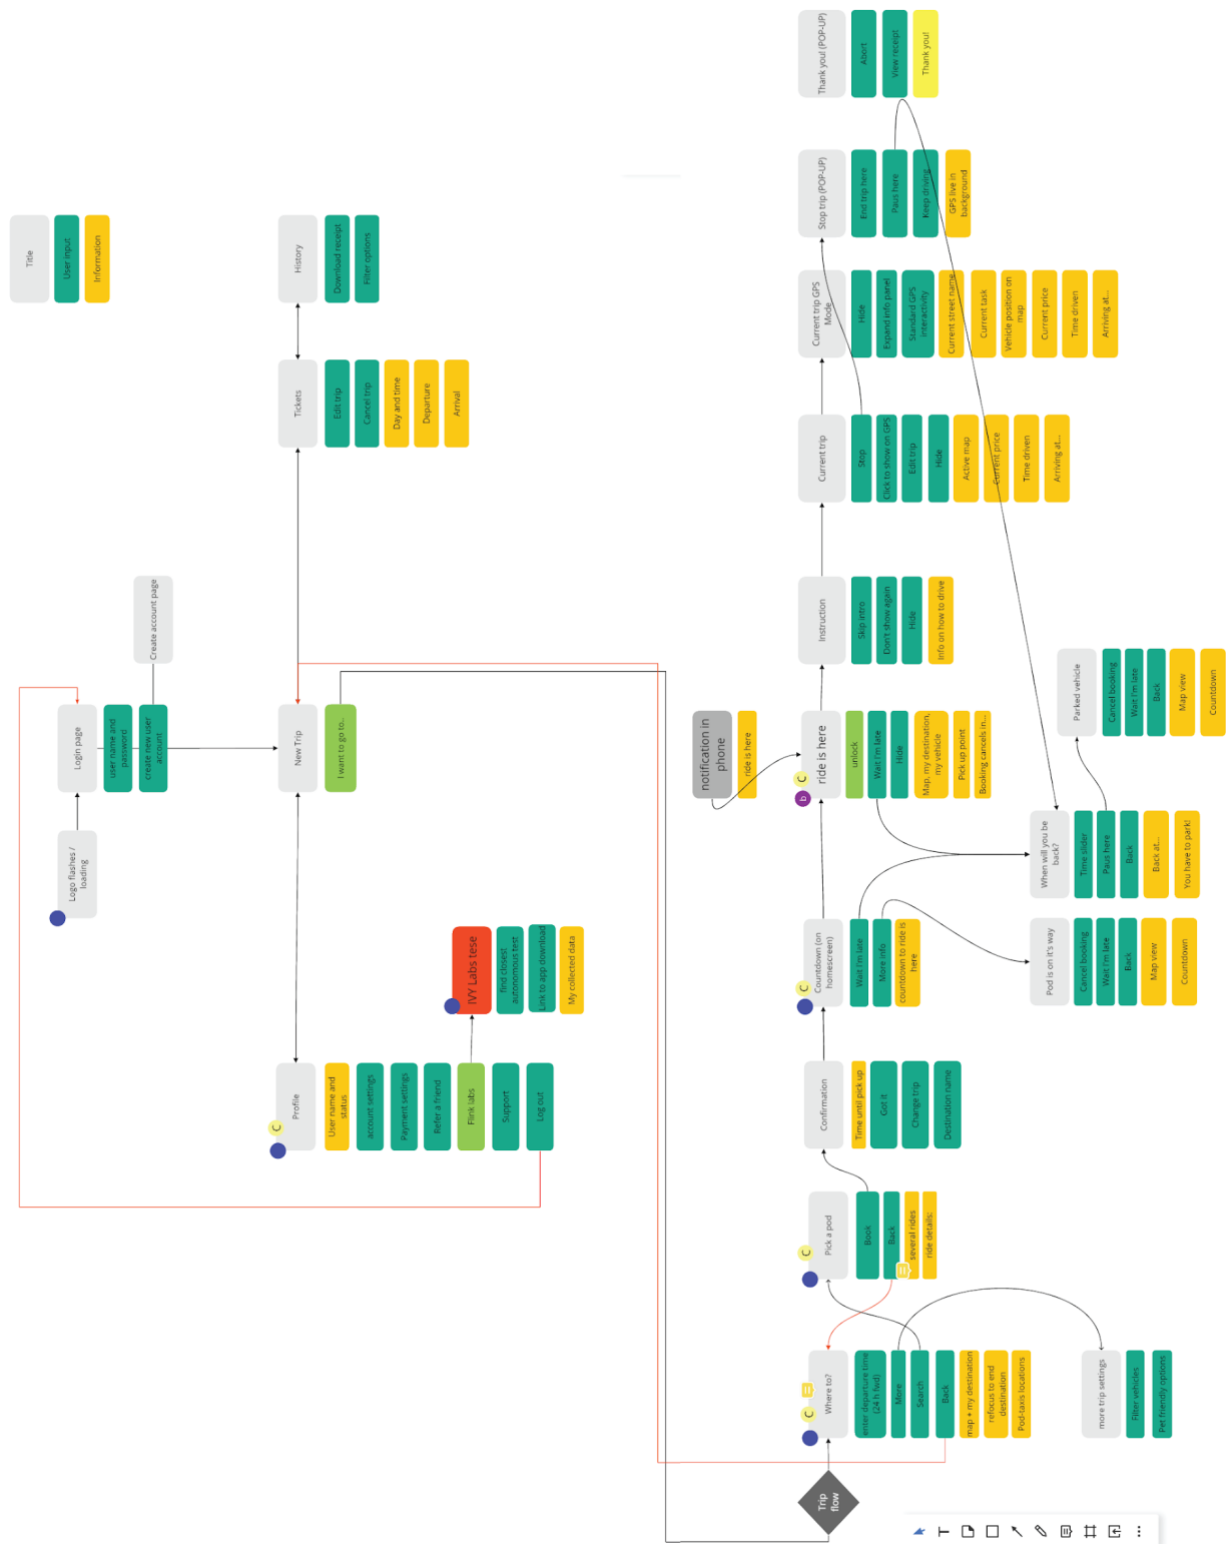 Title
User input
Information
Logo flashes /
loading
Login page
user name and
password
create new user
account
Create account page
Profile
User name and
status
account settings
Payment settings
Refer a friend
Flink labs
Support
Log out
C
IVY Labs tese
find closest
autonomous test
Link to app download
My collected data
New Trip
I want to go to..
Tickets
Edit trip
Cancel trip
Day and time
Departure
Arrival
History
Download receipt
Filter options
Trip
flow
Where to?
C
enter departure time
(24 h fwd)
More
Search
Back
map + my destination
refocus to end
destination
Pod-taxis locations
more trip settings
Filter vehicles
Pet friendly options
Pick a pod
C
Book
Back
several rides
ride details:
Confirmation
Time until pick up
Got it
Change trip
Destination name
Countdown (on
homescreen)
C
Wait I'm late
More info
countdown to ride is
here
Pod is on it's way
Cancel booking
Wait I'm late
Back
Map view
Countdown
notification in
phone
ride is here
b
C
ride is here
unlock
Wait I'm late
Hide
Map, my destination,
my vehicle
Pick up point
Booking cancels in...
When will you be
back?
Time slider
Paus here
Back
Back at...
You have to park!
Parked vehicle
Cancel booking
Wait I'm late
Back
Map view
Countdown
Instruction
Skip intro
Don't show again
Hide
Info on how to drive
Current trip
Stop
Click to show on GPS
Edit trip
Hide
Active map
Current price
Time driven
Arriving at...
Current trip GPS
Mode
Hide
Expand info panel
Standard GPS
interactivity
Current street name
Current task
Vehicle position on
map
Current price
Time driven
Arriving at...
Stop trip (POP-UP)
End trip here
Paus here
Keep driving
GPS live in
background
Thank you! (POP-UP)
Abort
View receipt
Thank you!
T